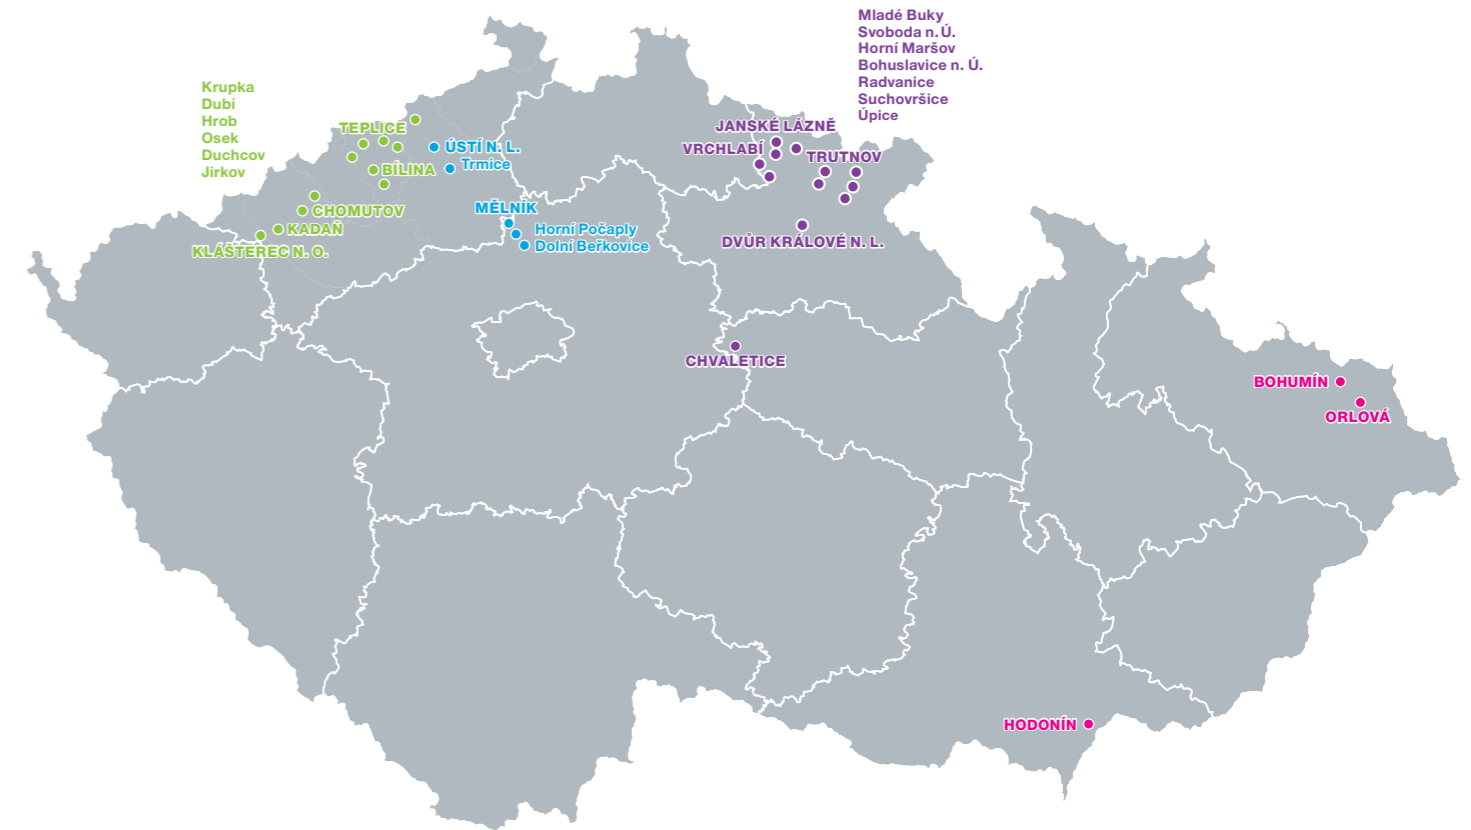 Mladé Buky
Svoboda n. Ú.
Horní Maršov
Bohuslavice n. Ú.
Radvanice
Suchovršice
Úpice
Krupka
Dubí
Hrob
Osek
Duchcov
Jirkov
TEPLICE
ÚSTÍ N. L.
Trmice
BÍLINA
JANSKÉ LÁZNĚ
VRCHLABÍ
TRUTNOV
CHOMUTOV
KADAŇ
KLÁŠTEREC N. O.
MĚLNÍK
Horní Počaply
Dolní Beřkovice
DVŮR KRÁLOVÉ N. L.
CHVALETICE
BOHUMÍN
ORLOVÁ
HODONÍN